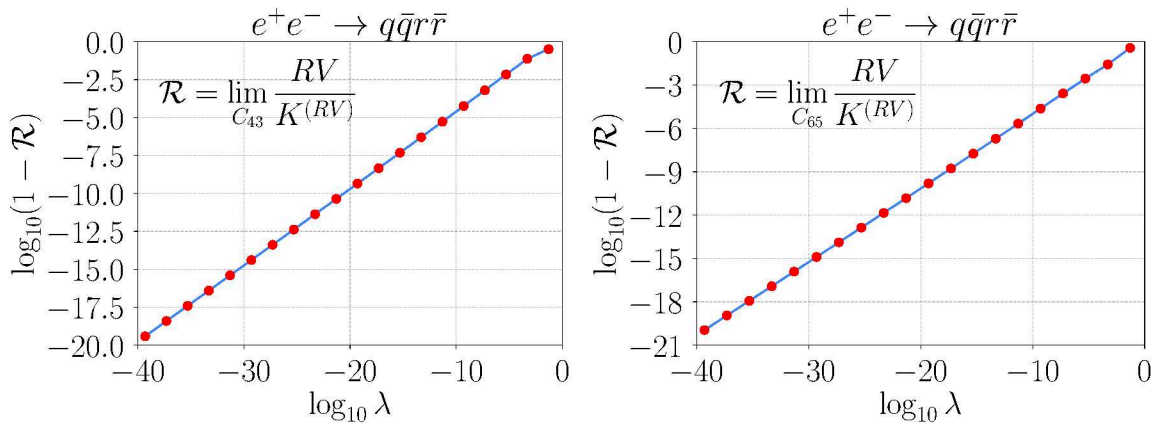 e⁺e⁻ → qq̄rr̄
0.0
−2.5
−5.0
−7.5
−10.0
−12.5
−15.0
−17.5
−20.0
log₁₀(1 − ℛ)
ℛ = lim_{C₄₃} RV / K^{(RV)}
−40 −30 −20 −10 0
log₁₀ λ
e⁺e⁻ → qq̄rr̄
0
−3
−6
−9
−12
−15
−18
−21
log₁₀(1 − ℛ)
ℛ = lim_{C₆₅} RV / K^{(RV)}
−40 −30 −20 −10 0
log₁₀ λ